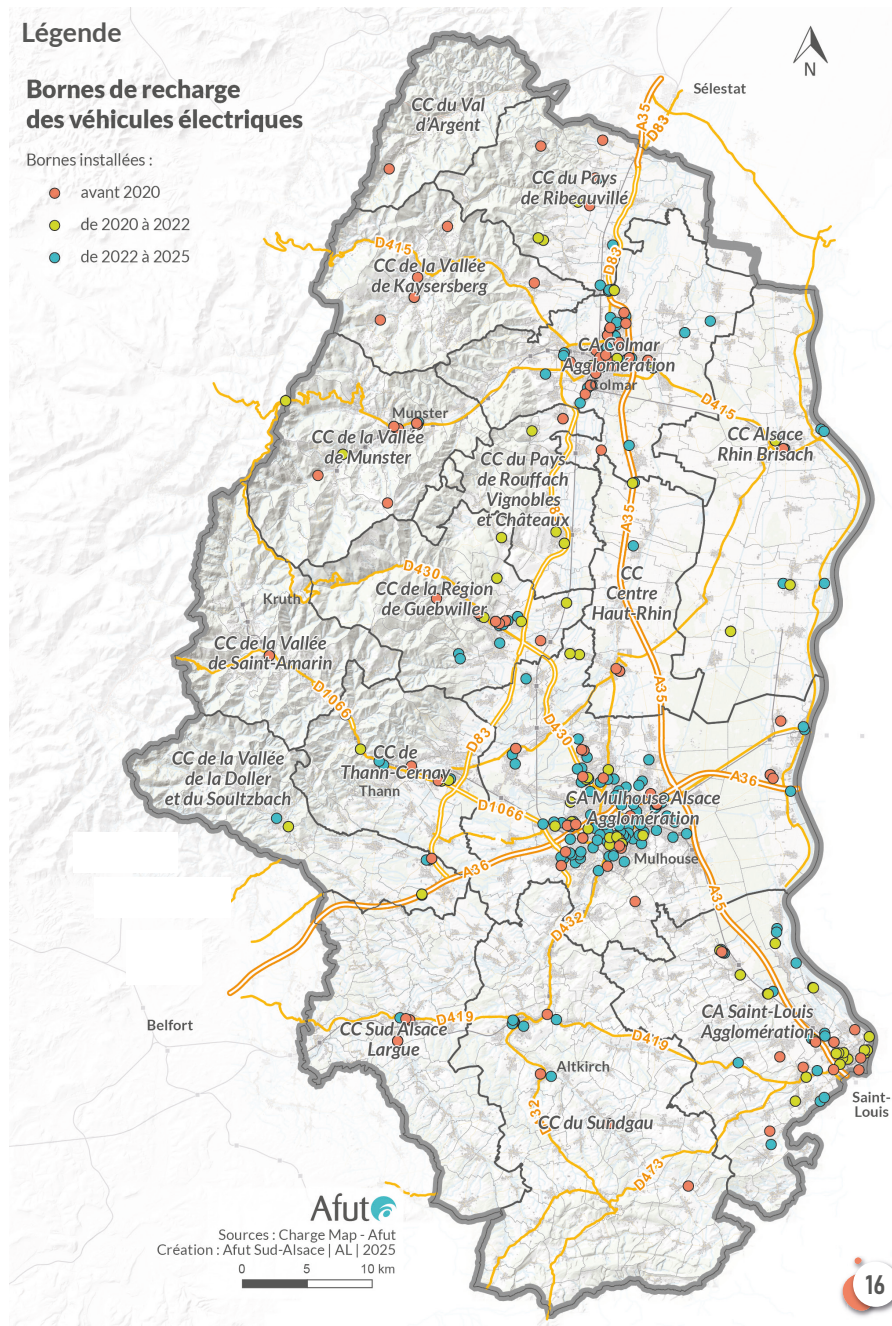 Légende
Bornes de recharge
des véhicules électriques
Bornes installées :
avant 2020
de 2020 à 2022
de 2022 à 2025
N
Sélestat
A35
D83
CC du Val
d'Argent
CC du Pays
de Ribeauvillé
D415
D83
CC de la Vallée
de Kaysersberg
CA Colmar
Agglomération
Colmar
D415
Munster
CC de la Vallée
de Munster
CC Alsace
Rhin Brisach
CC du Pays
de Rouffach
Vignobles
et Châteaux
A35
D430
CC de la Région
de Guebwiller
CC
Centre
Haut-Rhin
Kruth
CC de la Vallée
de Saint-Amarin
D1066
A35
D83
D430
CC de la Vallée
de la Doller
et du Soultzbach
CC de
Thann-Cernay
Thann
D1066
A36
CA Mulhouse Alsace
Agglomération
Mulhouse
A36
A35
D432
CA Saint-Louis
Agglomération
Belfort
D419
CC Sud Alsace
Largue
D419
Altkirch
Saint-
Louis
CC du Sundgau
D473
Afut
Sources : Charge Map - Afut
Création : Afut Sud-Alsace | AL | 2025
0 5 10 km
16